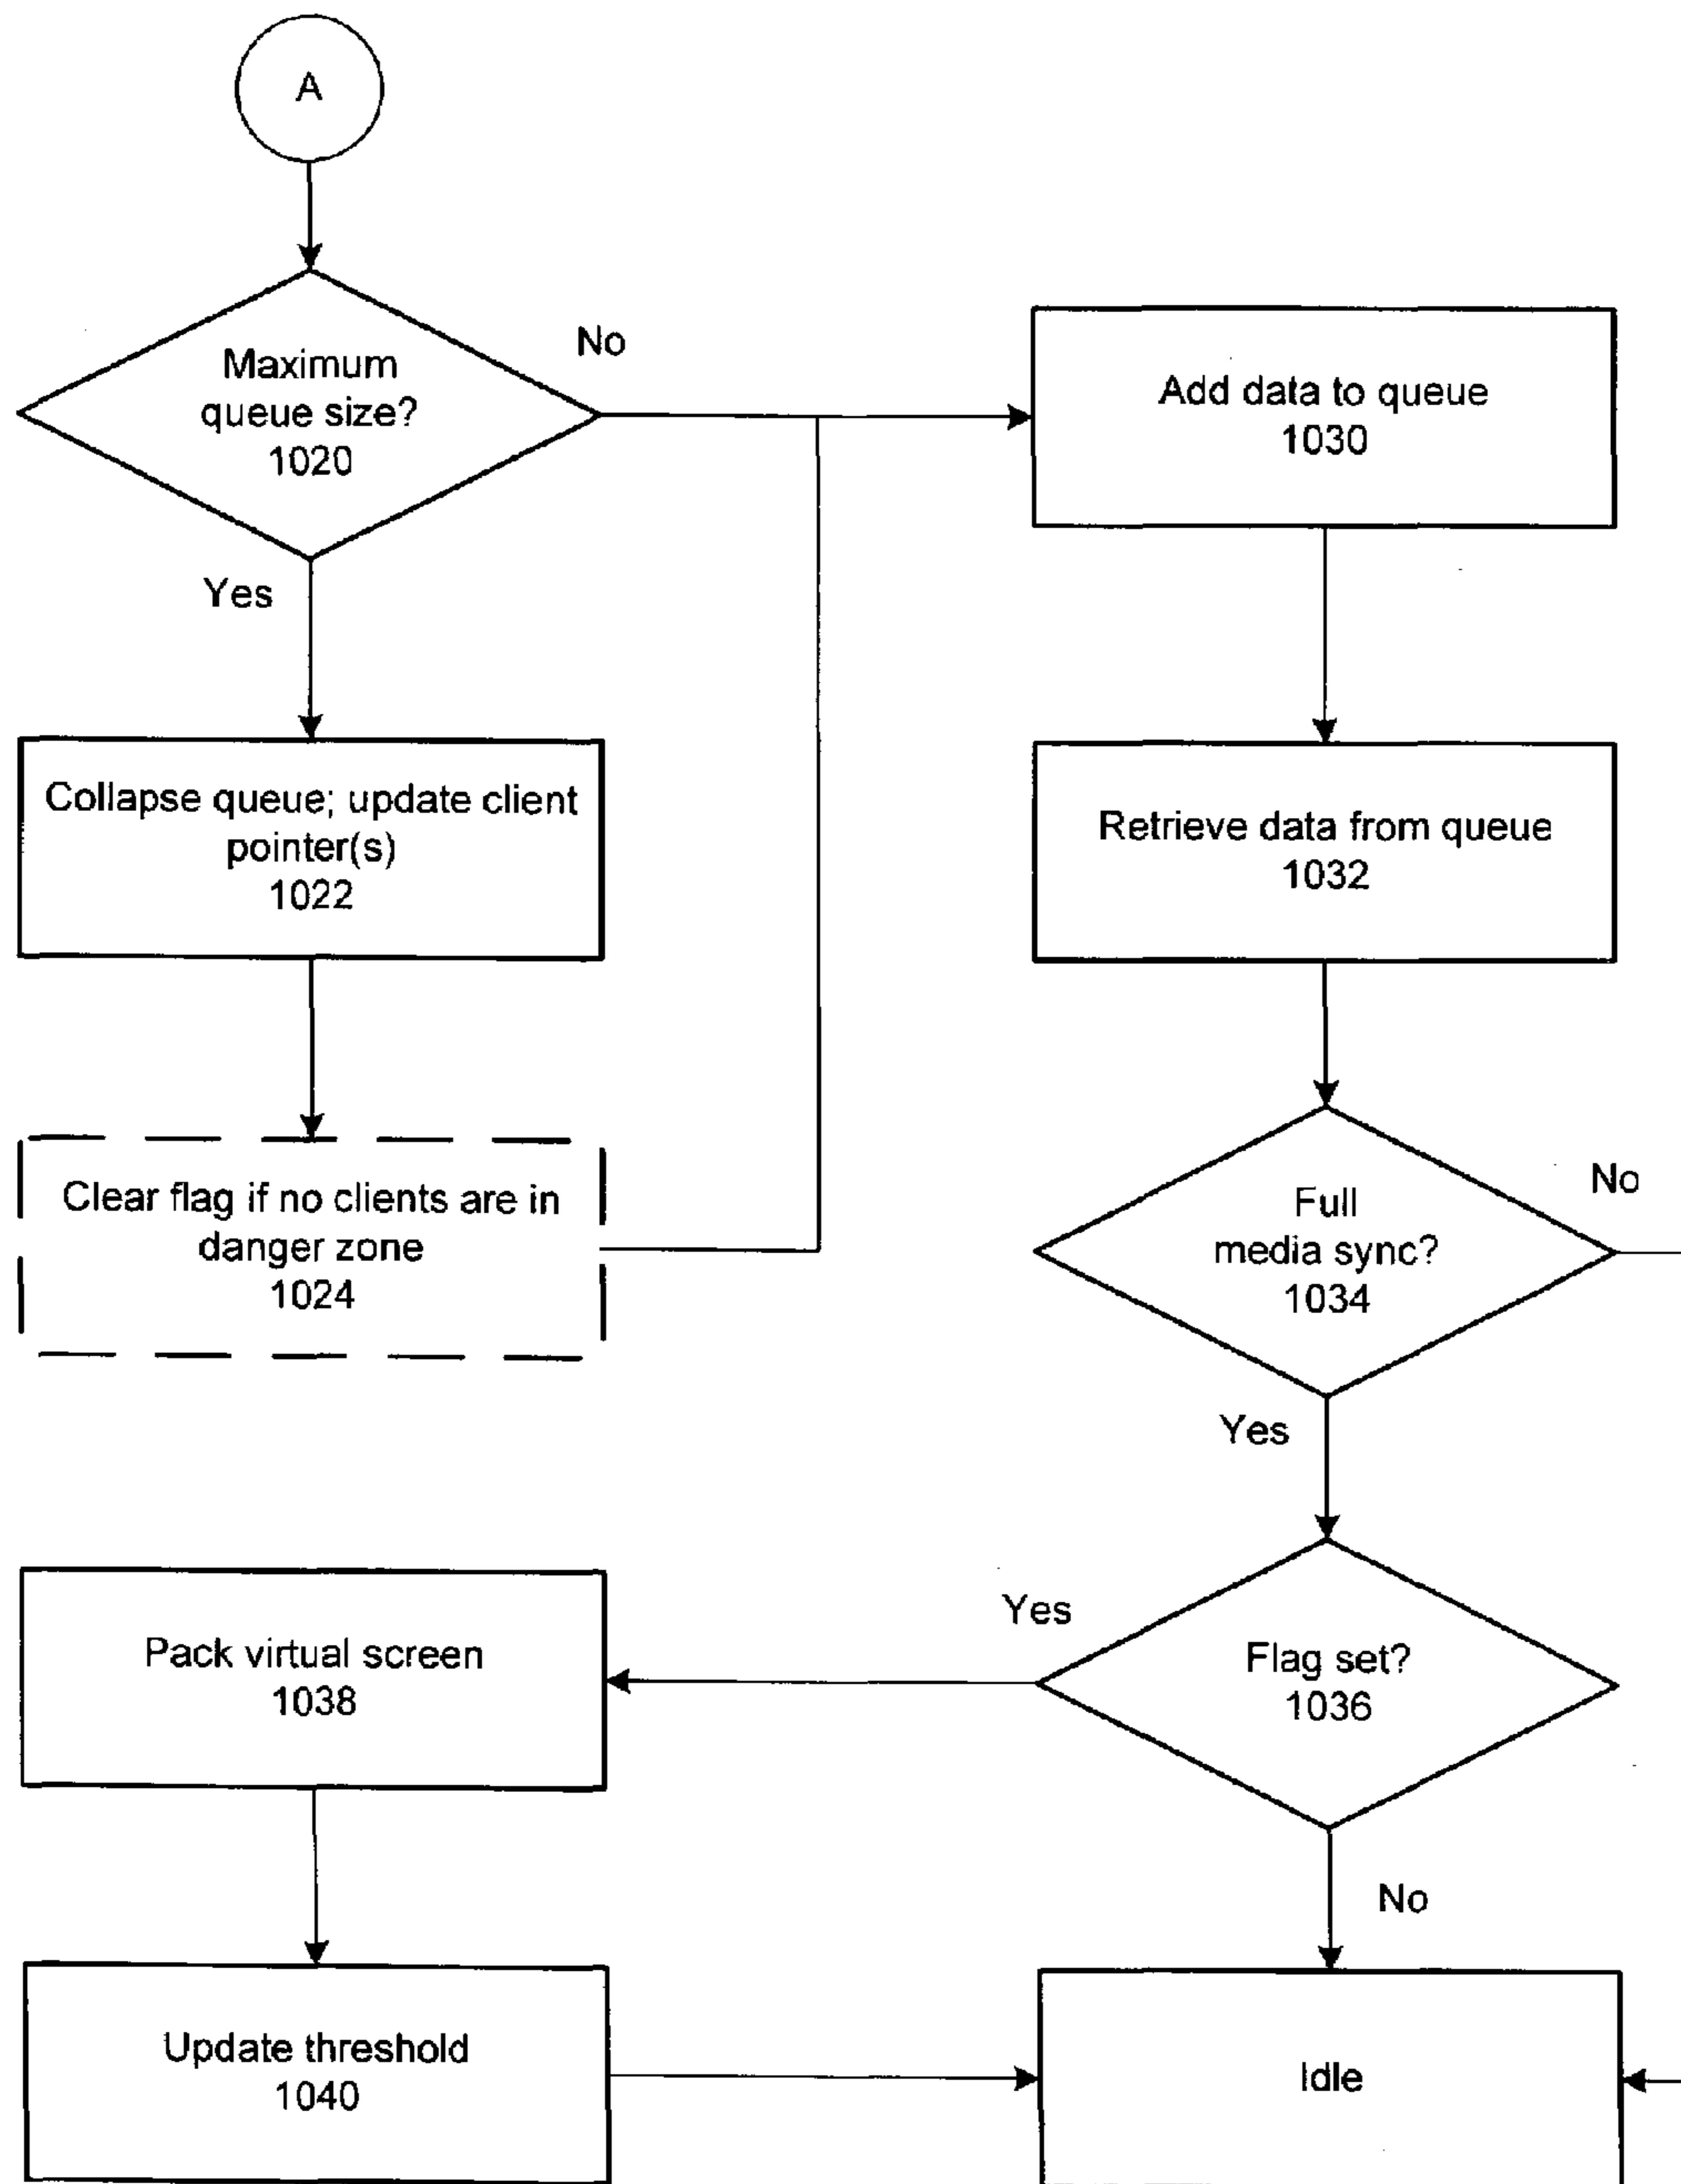 A
Maximum
queue size?
1020
No
Yes
Add data to queue
1030
Collapse queue; update client
pointer(s)
1022
Retrieve data from queue
1032
Clear flag if no clients are in
danger zone
1024
Full
media sync?
1034
No
Yes
Flag set?
1036
Yes
No
Pack virtual screen
1038
Update threshold
1040
Idle